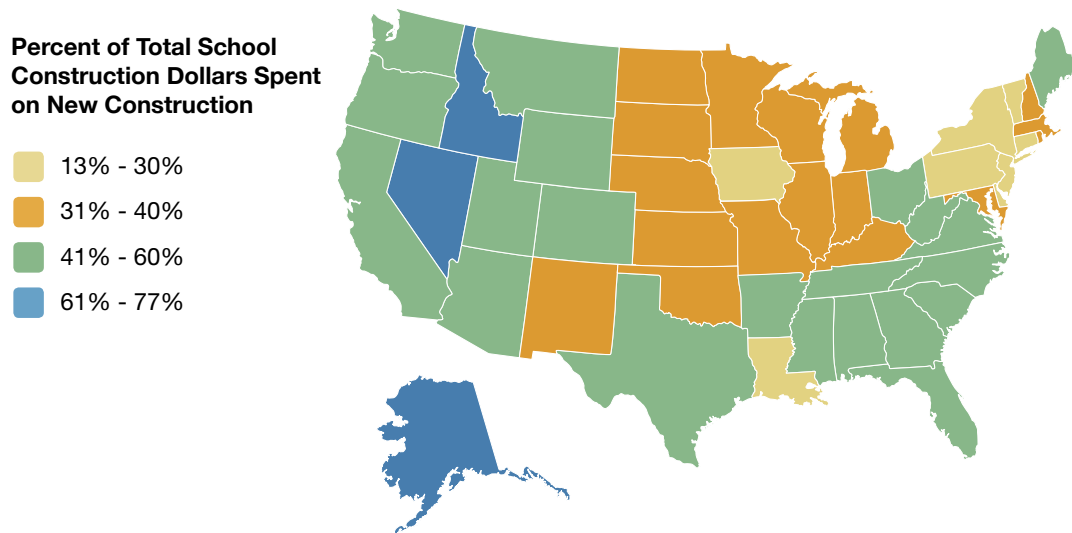 Percent of Total School
Construction Dollars Spent
on New Construction
13% - 30%
31% - 40%
41% - 60%
61% - 77%